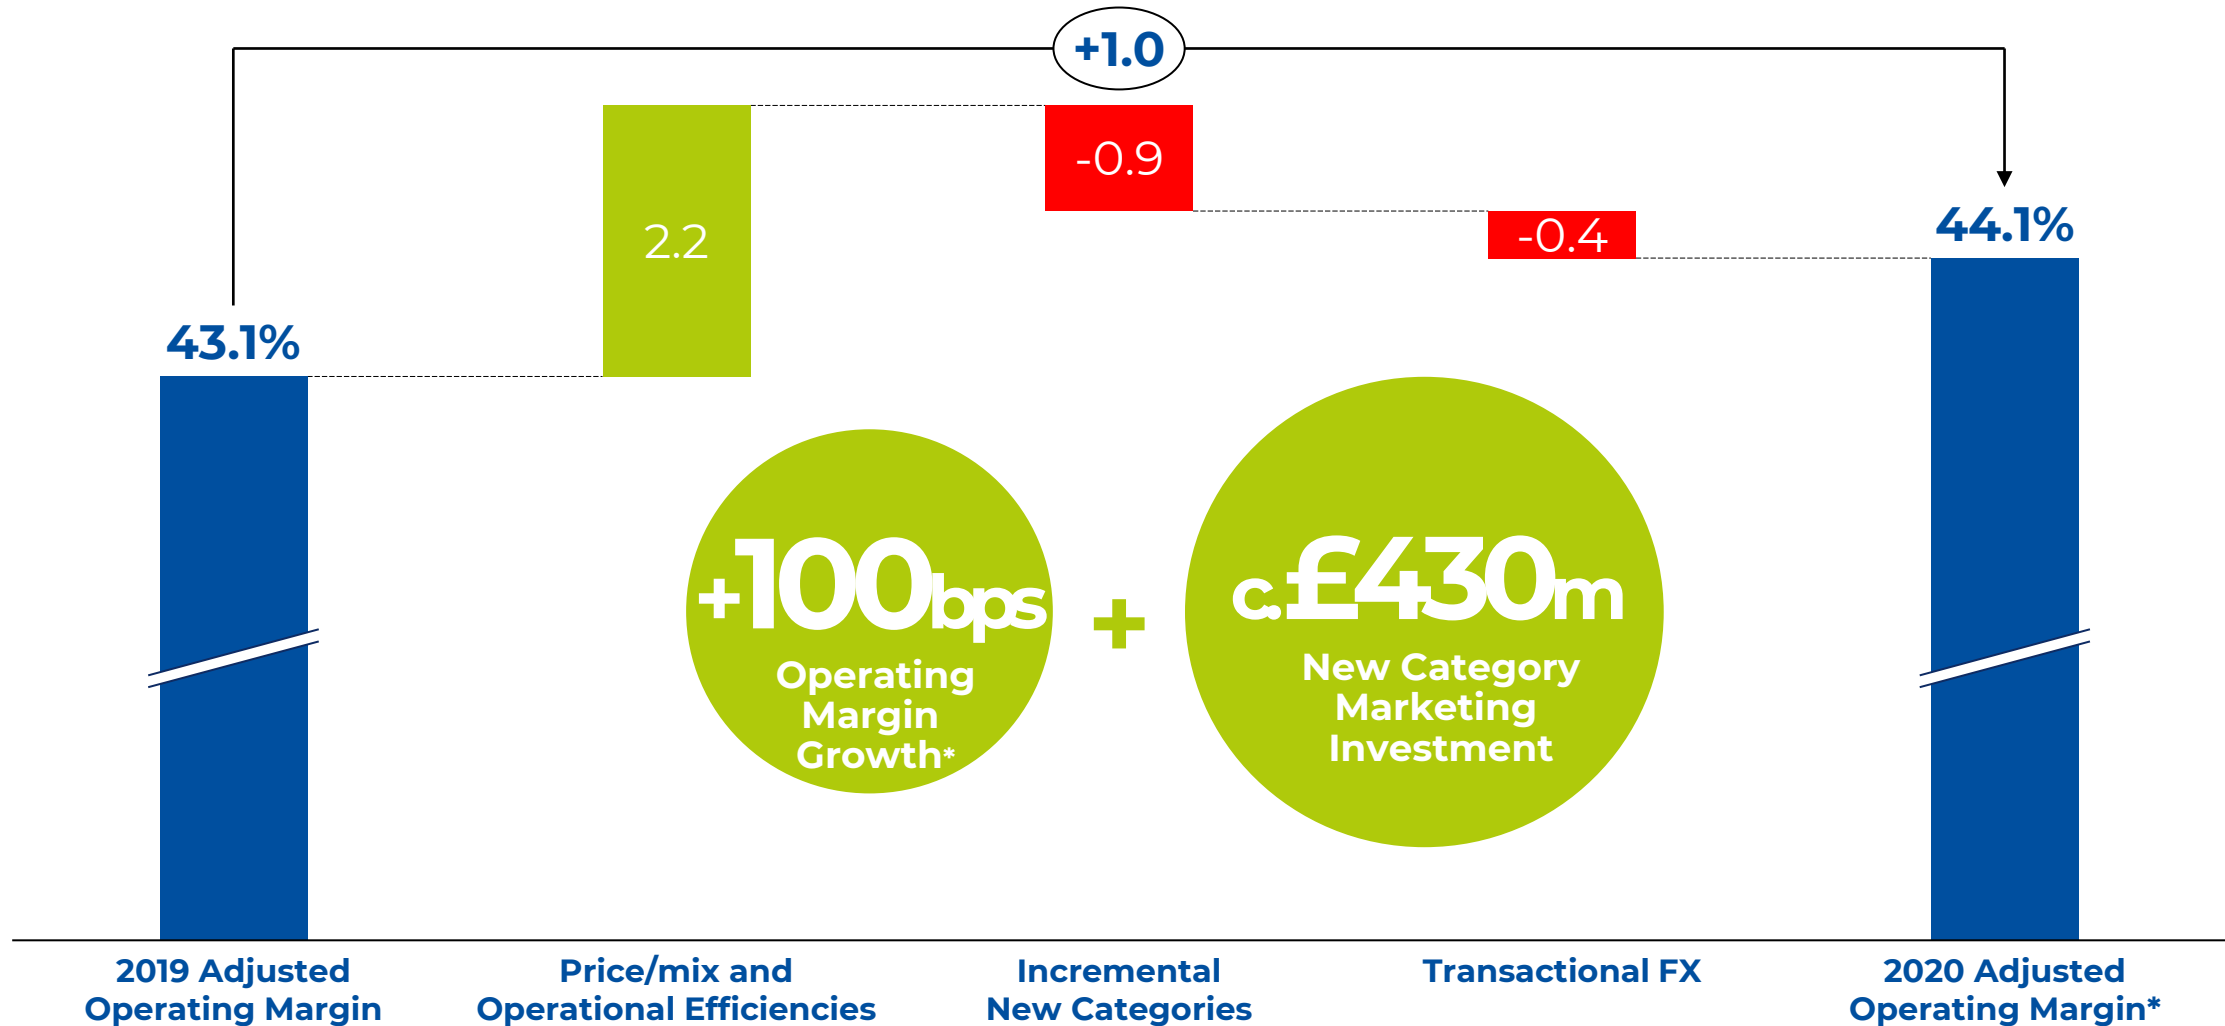 +1.0
43.1%
2.2
-0.9
-0.4
44.1%
+100bps
Operating
Margin
Growth*
+
c.£430m
New Category
Marketing
Investment
2019 Adjusted
Operating Margin
Price/mix and
Operational Efficiencies
Incremental
New Categories
Transactional FX
2020 Adjusted
Operating Margin*